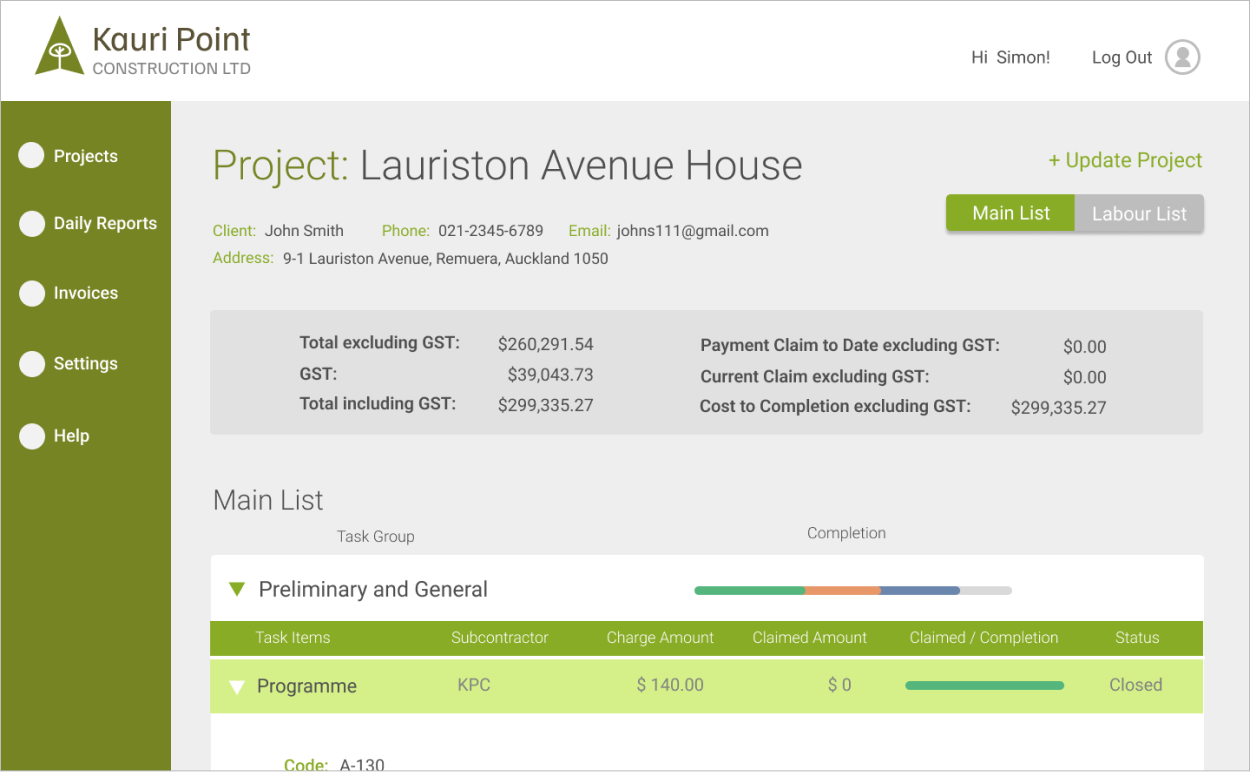 Kauri Point
CONSTRUCTION LTD
Hi Simon!
Log Out
Projects
Daily Reports
Invoices
Settings
Help
Project: Lauriston Avenue House
+ Update Project
Main List
Labour List
Client: John Smith Phone: 021-2345-6789 Email: johns111@gmail.com
Address: 9-1 Lauriston Avenue, Remuera, Auckland 1050
Total excluding GST: $260,291.54
GST: $39,043.73
Total including GST: $299,335.27
Payment Claim to Date excluding GST: $0.00
Current Claim excluding GST: $0.00
Cost to Completion excluding GST: $299,335.27
Main List
Task Group Completion
Preliminary and General
Task Items Subcontractor Charge Amount Claimed Amount Claimed / Completion Status
Programme KPC $ 140.00 $ 0 Closed
Code: A-130